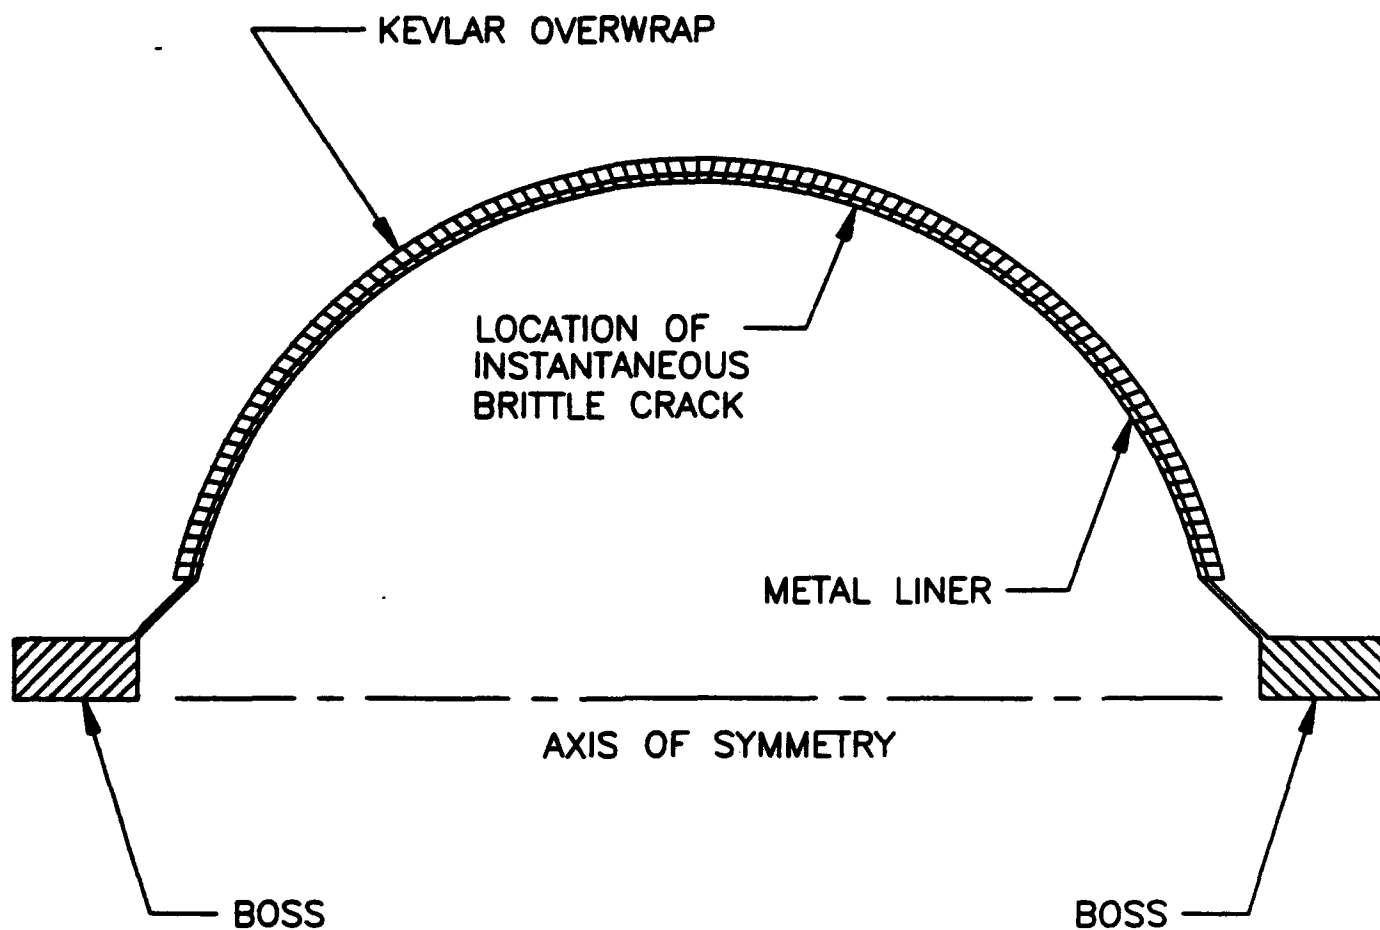 KEVLAR OVERWRAP
LOCATION OF
INSTANTANEOUS
BRITTLE CRACK
METAL LINER
AXIS OF SYMMETRY
BOSS
BOSS